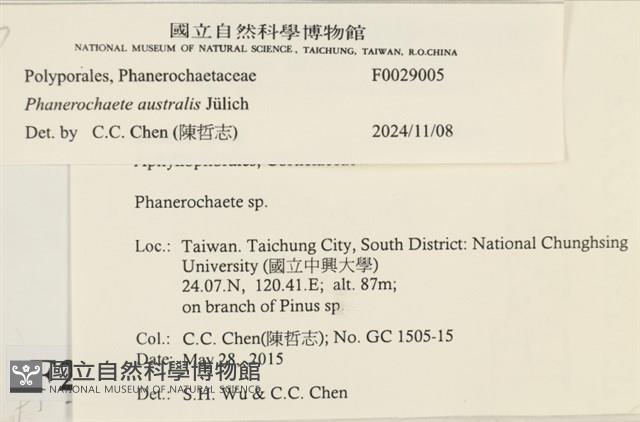 國立自然科學博物館
NATIONAL MUSEUM OF NATURAL SCIENCE, TAICHUNG, TAIWAN, R.O.CHINA
Polyporales, Phanerochaetaceae F0029005
Phanerochaete australis Jülich
Det. by C.C. Chen (陳哲志) 2024/11/08
Phanerochaete sp.
Loc.: Taiwan. Taichung City, South District: National Chunghsing
University (國立中興大學)
24.07.N, 120.41.E; alt. 87m;
on branch of Pinus sp
Col.: C.C. Chen(陳哲志); No. GC 1505-15
Date: May 28, 2015
國立自然科學博物館
NATIONAL MUSEUM OF NATURAL SCIENCE
Det.: S.H. Wu & C.C. Chen